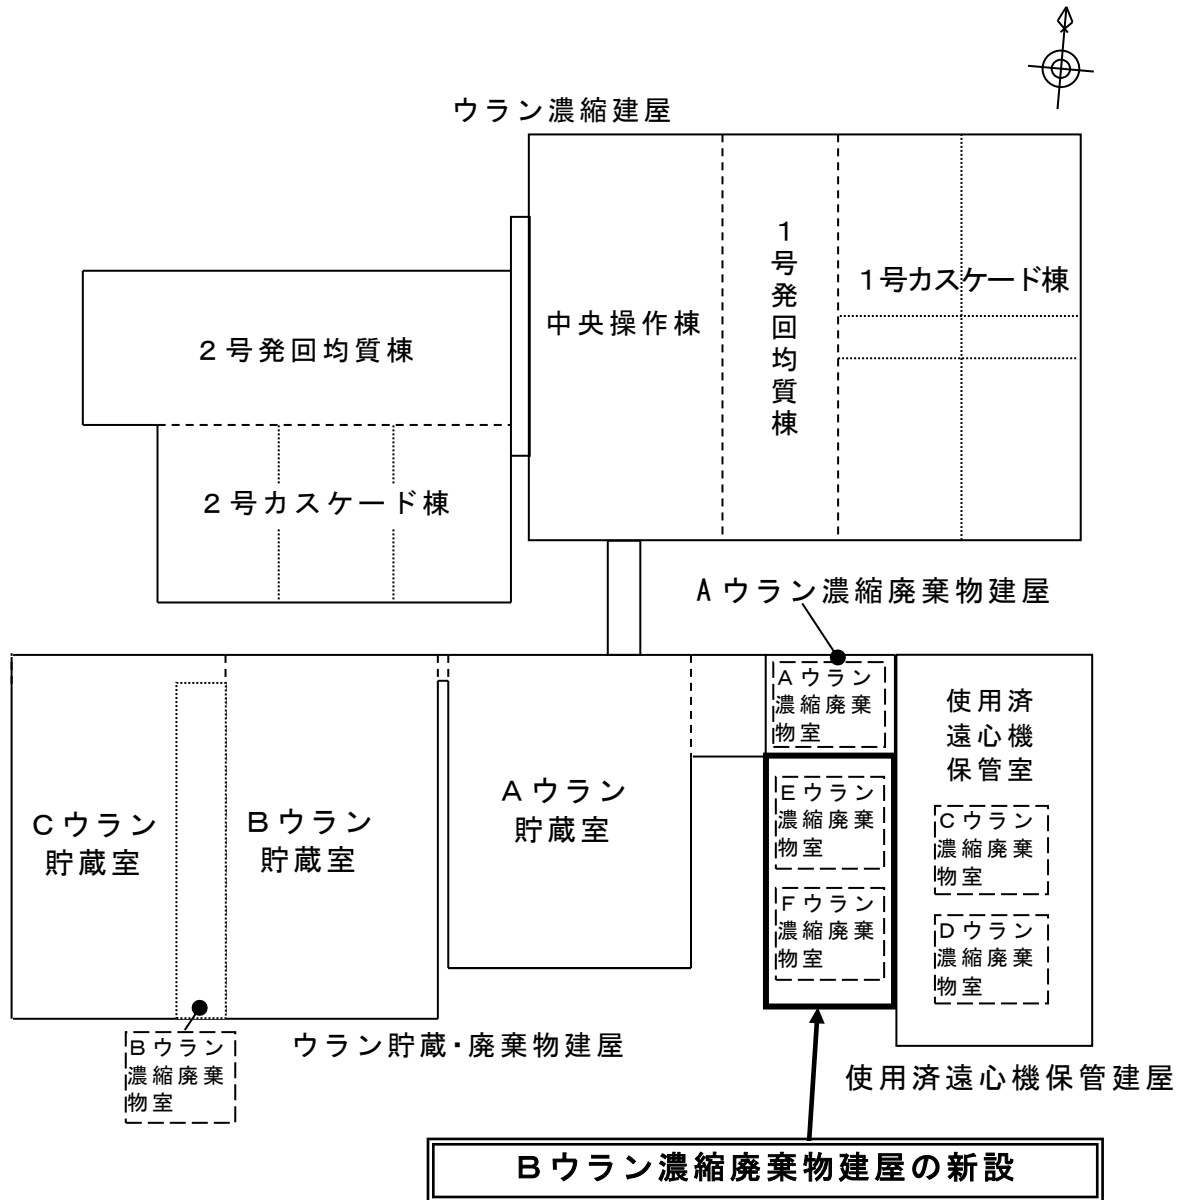 ウラン濃縮建屋
1号発回均質棟
1号カスケード棟
中央操作棟
2号発回均質棟
2号カスケード棟
Aウラン濃縮廃棄物建屋
Aウラン
濃縮廃棄
物室
使用済
遠心機
保管室
Eウラン
濃縮廃棄
物室
Aウラン
貯蔵室
Bウラン
貯蔵室
Cウラン
貯蔵室
Cウラン
濃縮廃棄
物室
Fウラン
濃縮廃棄
物室
Dウラン
濃縮廃棄
物室
Bウラン
濃縮廃棄
物室
ウラン貯蔵・廃棄物建屋
使用済遠心機保管建屋
Bウラン濃縮廃棄物建屋の新設